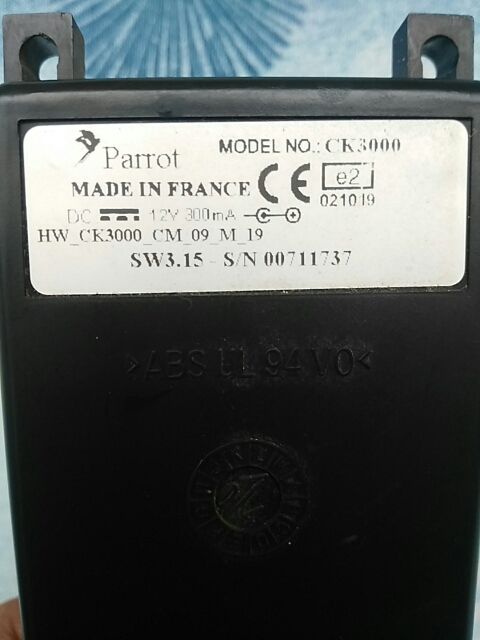 Parrot
MODEL NO.: CK3000
MADE IN FRANCE CE e2
021019
DC 12V 300mA
HW_CK3000_CM_09_M_19
SW3.15 - S/N 00711737
>ABS UL 94 V0<